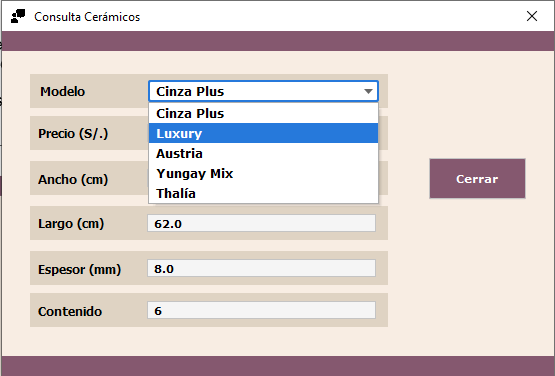 Consulta Cerámicos
Modelo
Cinza Plus
Cinza Plus
Luxury
Austria
Yungay Mix
Thalía
Precio (S/.)
Ancho (cm)
Largo (cm)
62.0
Espesor (mm)
8.0
Contenido
6
Cerrar